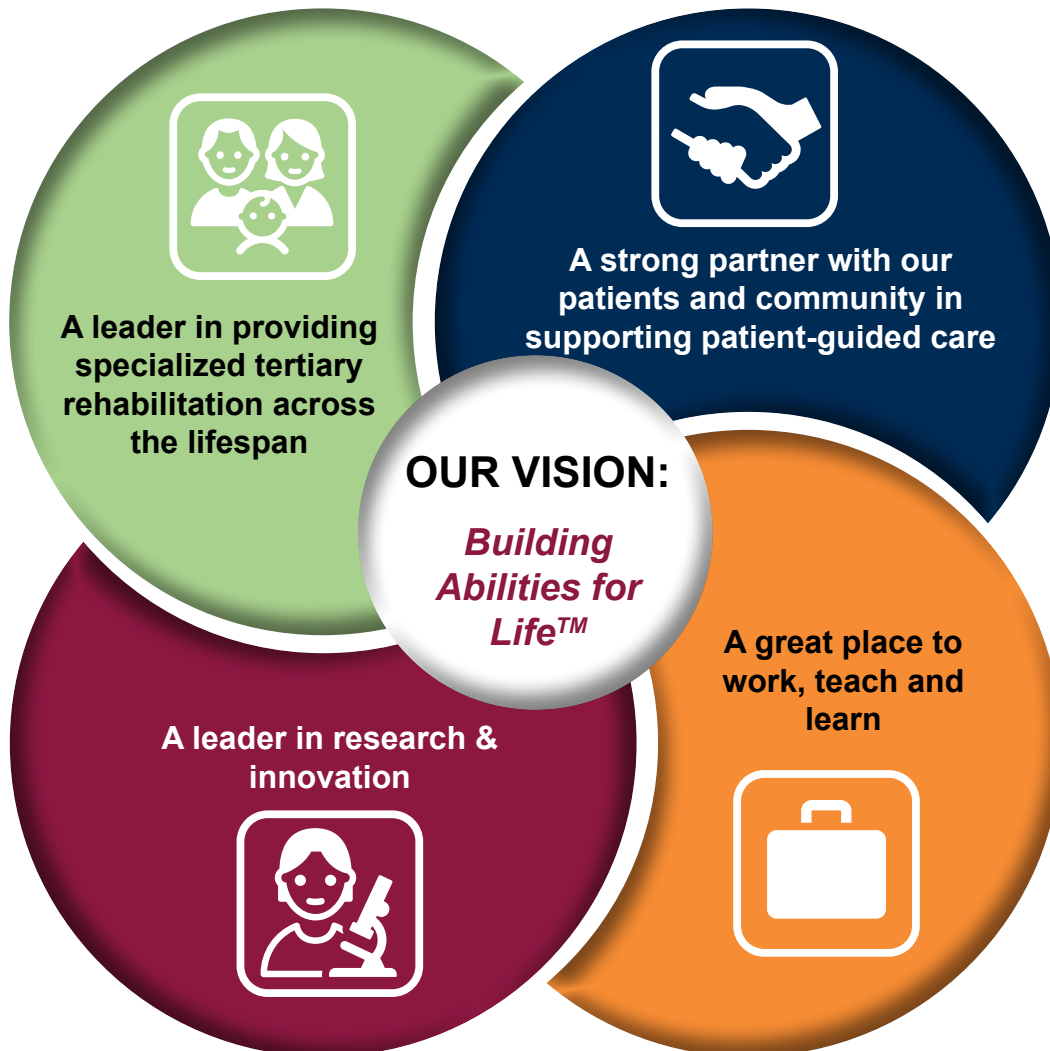 A leader in providing
specialized tertiary
rehabilitation across
the lifespan
A strong partner with our
patients and community in
supporting patient-guided care
OUR VISION:
Building
Abilities for
Life™
A leader in research &
innovation
A great place to
work, teach and
learn